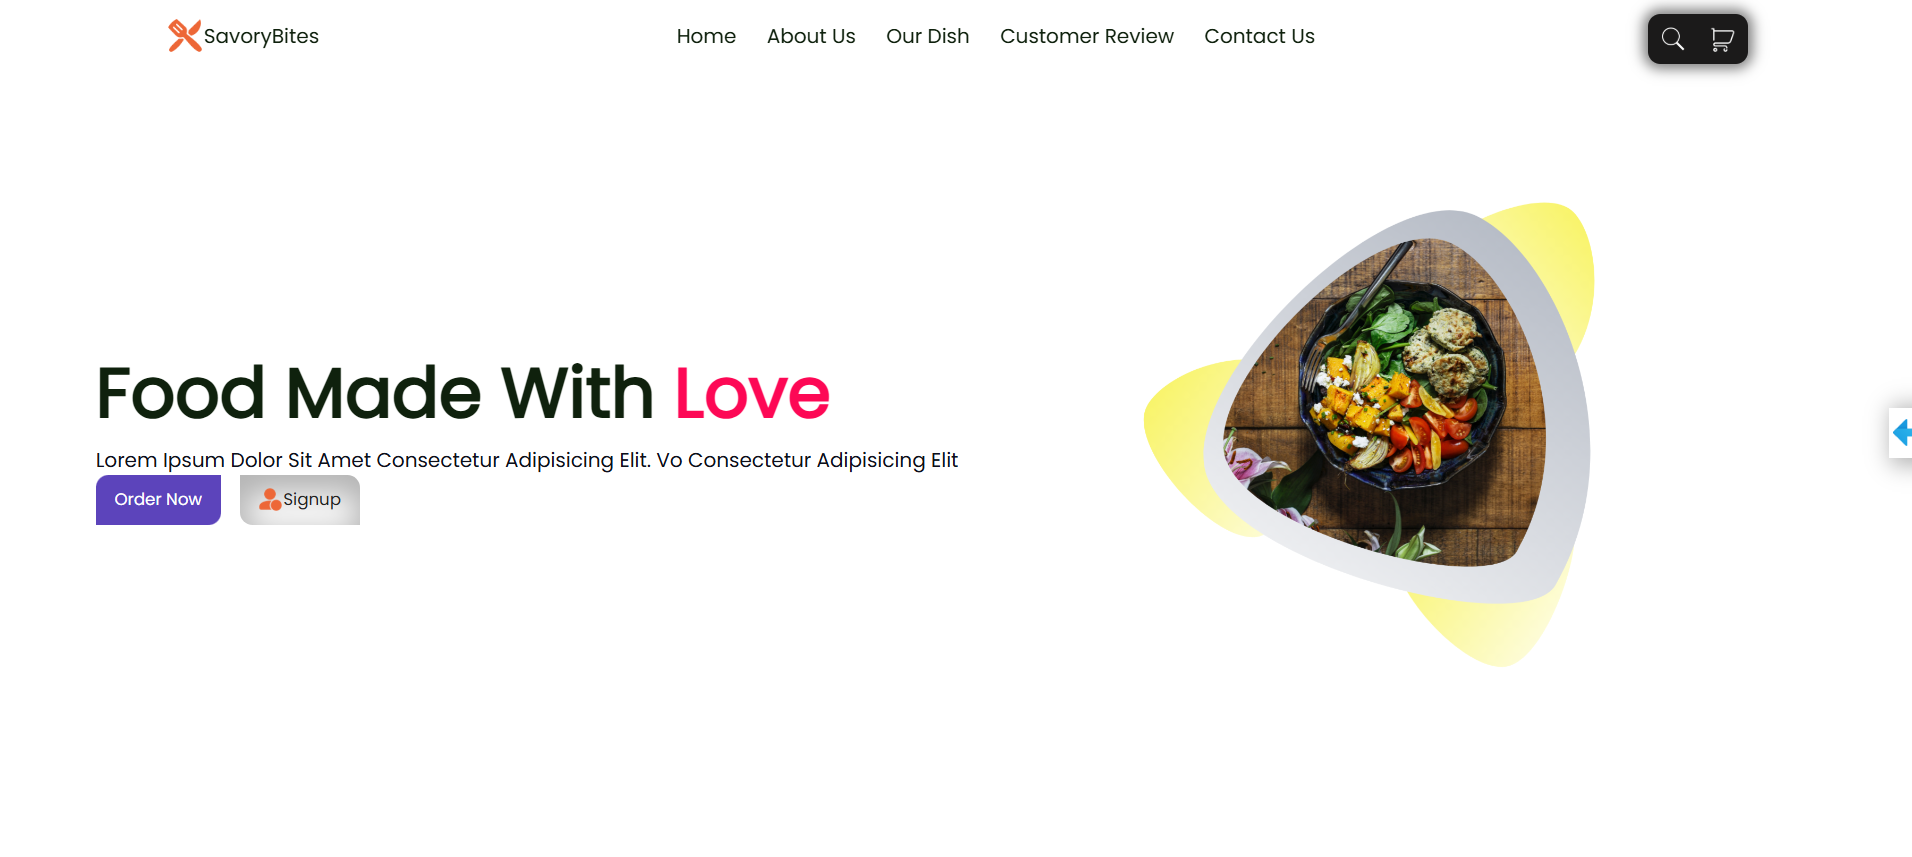 SavoryBites
Home About Us Our Dish Customer Review Contact Us
Food Made With Love
Lorem Ipsum Dolor Sit Amet Consectetur Adipisicing Elit. Vo Consectetur Adipisicing Elit
Order Now Signup